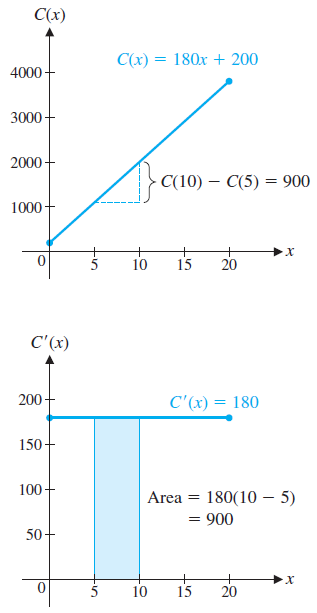 C(x)
C(x) = 180x + 200
4000
3000
2000
C(10) − C(5) = 900
1000
0
5
10
15
20
x
C′(x)
200
C′(x) = 180
150
100
Area = 180(10 − 5)
= 900
50
0
5
10
15
20
x